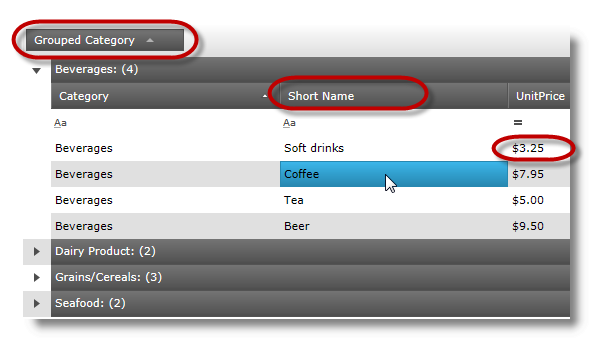 Grouped Category
Beverages: (4)
Category Short Name UnitPrice
Aa Aa =
Beverages Soft drinks $3.25
Beverages Coffee $7.95
Beverages Tea $5.00
Beverages Beer $9.50
Dairy Product: (2)
Grains/Cereals: (3)
Seafood: (2)